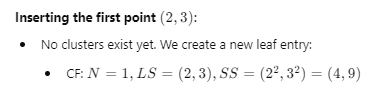 Inserting the first point (2, 3):
• No clusters exist yet. We create a new leaf entry:
• CF: N = 1, LS = (2, 3), SS = (2², 3²) = (4, 9)